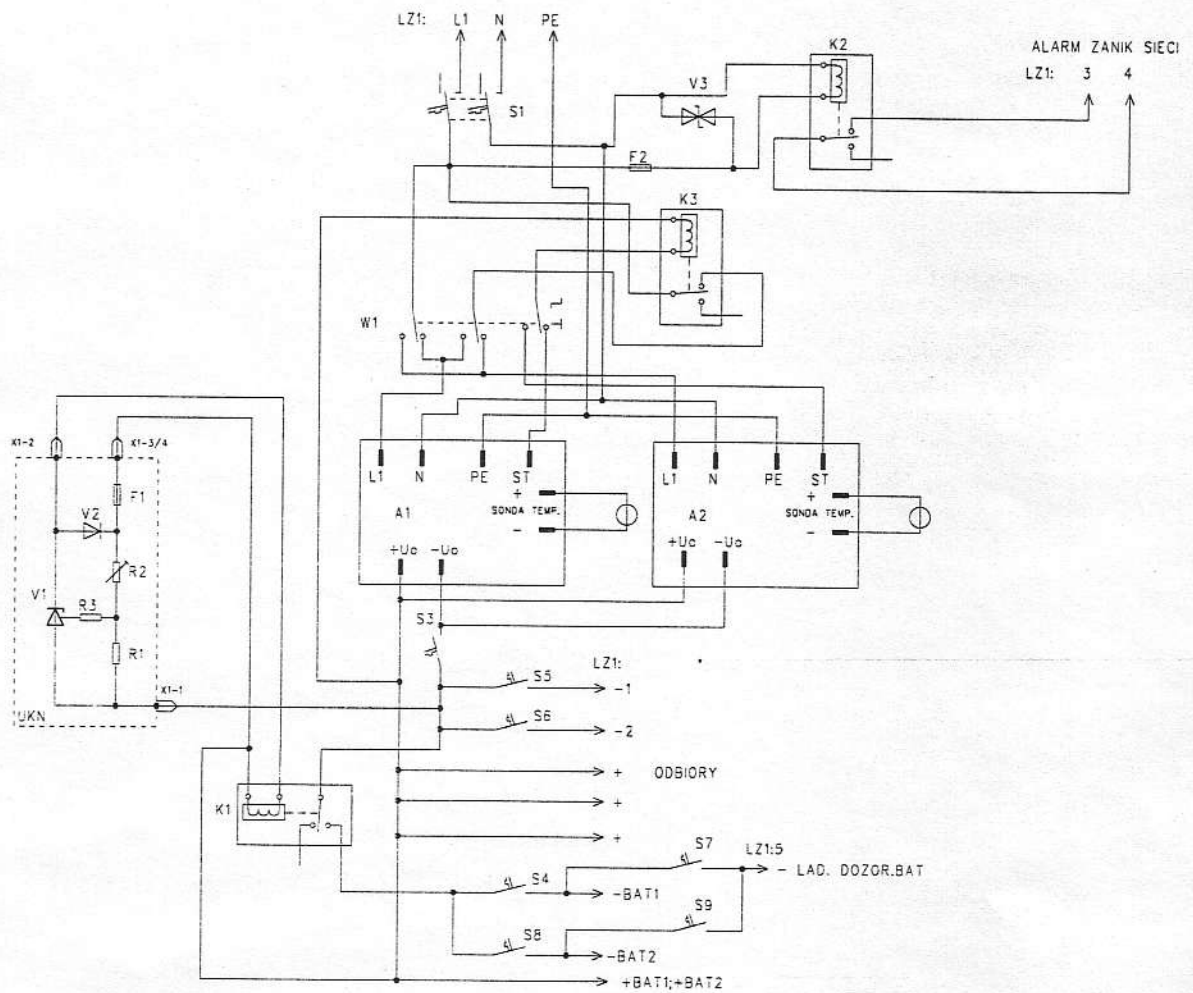 LZ1: L1 N PE
K2
ALARM ZANIK SIECI
LZ1: 3 4
V3
S1
F2
K3
W1
X1-2 X1-3/4
F1
V2
R2
V1
R3
R1
X1-1
UKN
L1 N PE ST
+
SONDA TEMP.
-
A1
+Uo -Uo
L1 N PE ST
+
SONDA TEMP.
-
A2
+Uo -Uo
S3
LZ1:
S5
-1
S6
-2
+ ODBIORY
+
+
K1
S7
LZ1:5
- LAD. DOZOR.BAT
S4
-BAT1
S9
S8
-BAT2
+BAT1;+BAT2